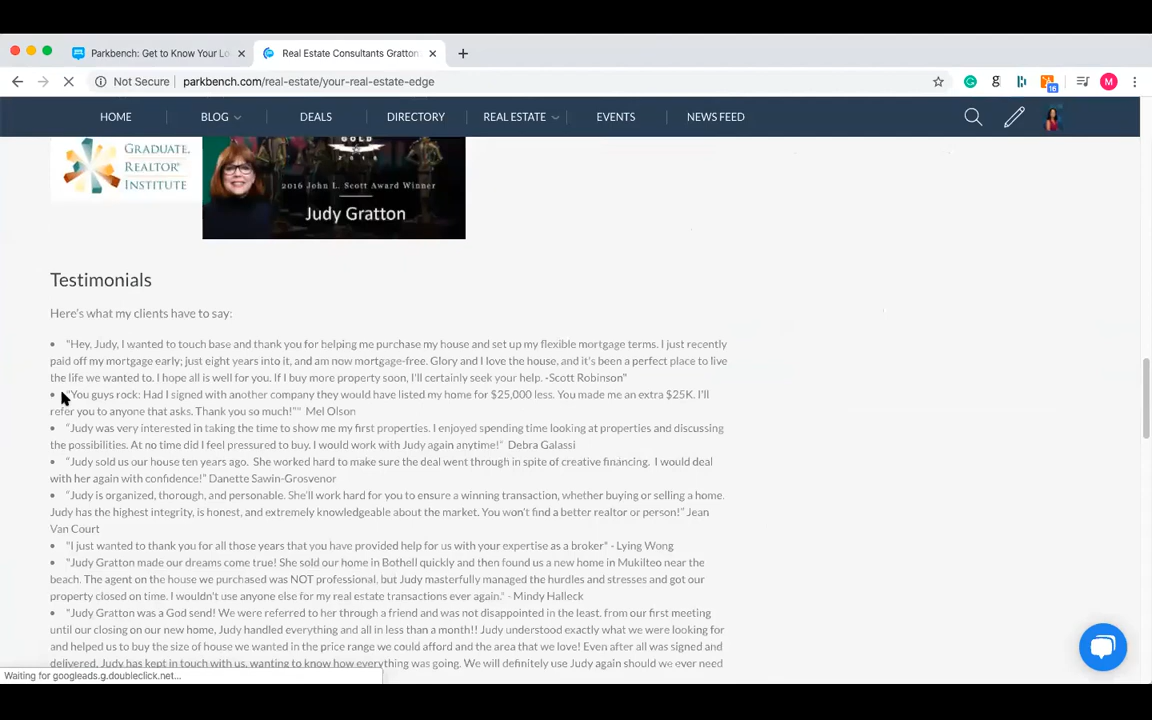 Parkbench: Get to Know Your Lo
Real Estate Consultants Gratton
Not Secure parkbench.com/real-estate/your-real-estate-edge
16
M
HOME BLOG DEALS DIRECTORY REAL ESTATE EVENTS NEWS FEED
GRADUATE,
REALTOR®
INSTITUTE
GOLD
2016
2016 John L. Scott Award Winner
Judy Gratton
Testimonials
Here's what my clients have to say:
• "Hey, Judy, I wanted to touch base and thank you for helping me purchase my house and set up my flexible mortgage terms. I just recently
paid off my mortgage early; just eight years into it, and am now mortgage-free. Glory and I love the house, and it's been a perfect place to live
the life we wanted to. I hope all is well for you. If I buy more property soon, I'll certainly seek your help. -Scott Robinson"
• "You guys rock: Had I signed with another company they would have listed my home for $25,000 less. You made me an extra $25K. I'll
refer you to anyone that asks. Thank you so much!"" Mel Olson
• "Judy was very interested in taking the time to show me my first properties. I enjoyed spending time looking at properties and discussing
the possibilities. At no time did I feel pressured to buy. I would work with Judy again anytime!" Debra Galassi
• "Judy sold us our house ten years ago. She worked hard to make sure the deal went through in spite of creative financing. I would deal
with her again with confidence!" Danette Sawin-Grosvenor
• "Judy is organized, thorough, and personable. She'll work hard for you to ensure a winning transaction, whether buying or selling a home.
Judy has the highest integrity, is honest, and extremely knowledgeable about the market. You won't find a better realtor or person!" Jean
Van Court
• "I just wanted to thank you for all those years that you have provided help for us with your expertise as a broker" - Lying Wong
• "Judy Gratton made our dreams come true! She sold our home in Bothell quickly and then found us a new home in Mukilteo near the
beach. The agent on the house we purchased was NOT professional, but Judy masterfully managed the hurdles and stresses and got our
property closed on time. I wouldn't use anyone else for my real estate transactions ever again." - Mindy Halleck
• "Judy Gratton was a God send! We were referred to her through a friend and was not disappointed in the least. from our first meeting
until our closing on our new home, Judy handled everything and all in less than a month!! Judy understood exactly what we were looking for
and helped us to buy the size of house we wanted in the price range we could afford and the area that we love! Even after all was signed and
delivered, Judy has kept in touch with us, wanting to know how everything was going. We will definitely use Judy again should we ever need
Waiting for googleads.g.doubleclick.net...